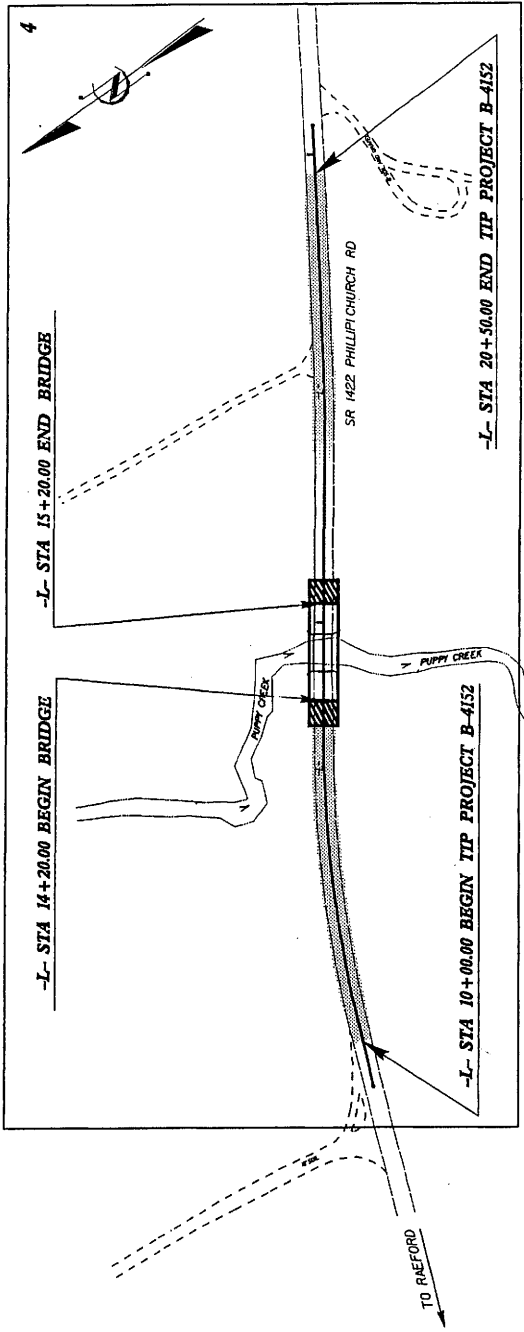 4
-L- STA 14+20.00 BEGIN BRIDGE
-L- STA 15+20.00 END BRIDGE
PUPPY CREEK
PUPPY CREEK
SR 1422 PHILLIPI CHURCH RD
-L- STA 10+00.00 BEGIN TIP PROJECT B-4152
-L- STA 20+50.00 END TIP PROJECT B-4152
TO RAEFORD